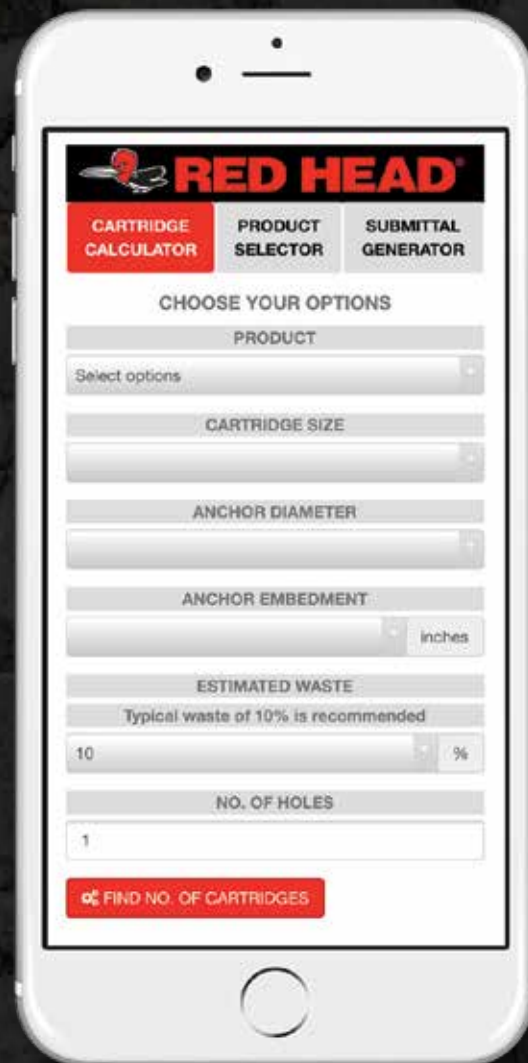 RED HEAD®
CARTRIDGE CALCULATOR
PRODUCT SELECTOR
SUBMITTAL GENERATOR
CHOOSE YOUR OPTIONS
PRODUCT
Select options
CARTRIDGE SIZE
ANCHOR DIAMETER
ANCHOR EMBEDMENT
inches
ESTIMATED WASTE
Typical waste of 10% is recommended
10 %
NO. OF HOLES
1
FIND NO. OF CARTRIDGES